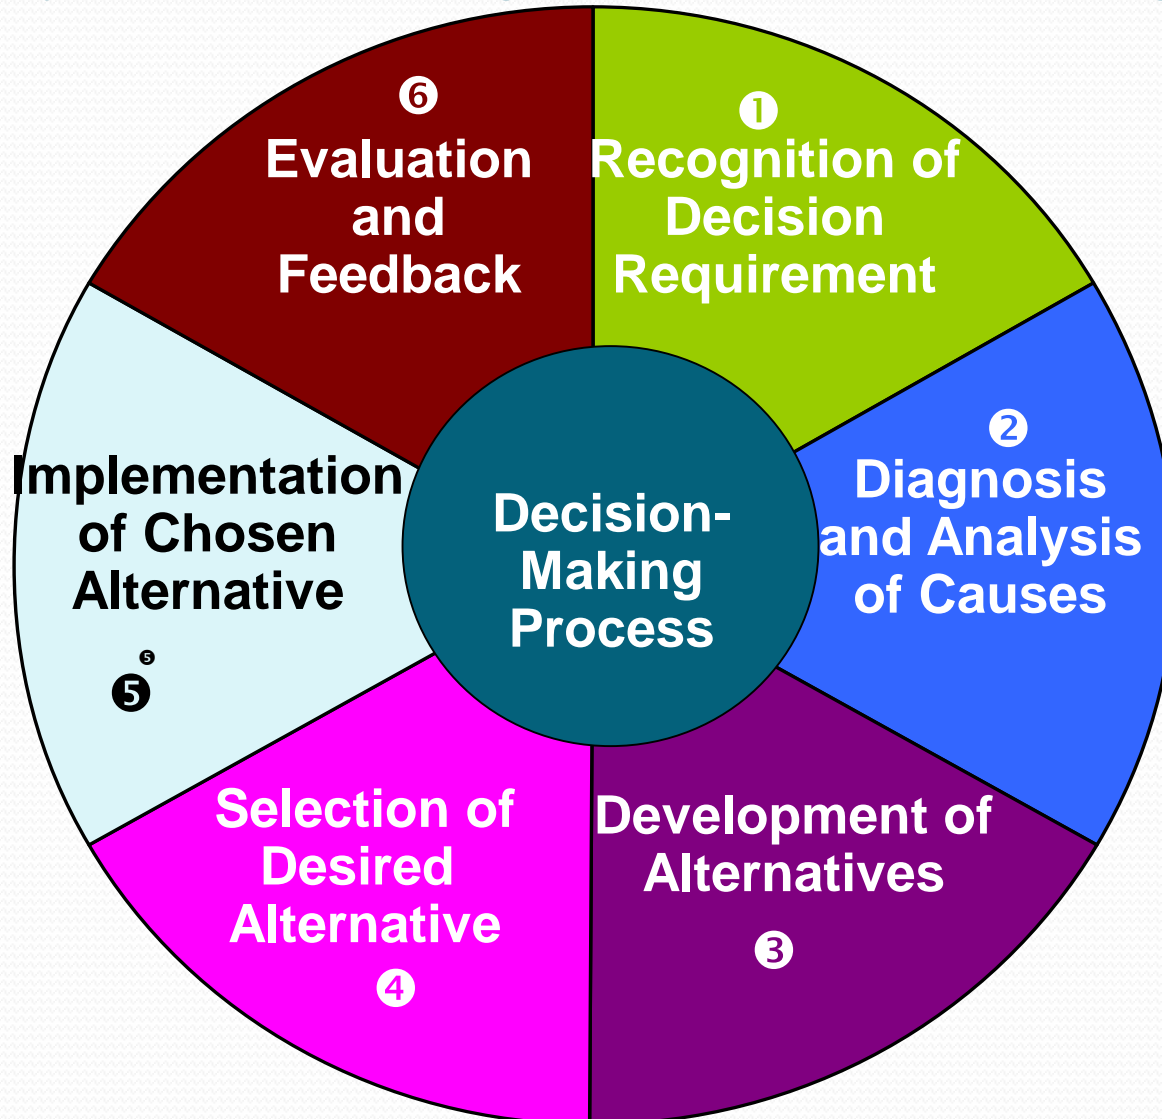 ❶
Recognition of
Decision
Requirement
❷
Diagnosis
and Analysis
of Causes
Development of
Alternatives
❸
Selection of
Desired
Alternative
❹
Implementation
of Chosen
Alternative
❺
❺
❻
Evaluation
and
Feedback
Decision-
Making
Process